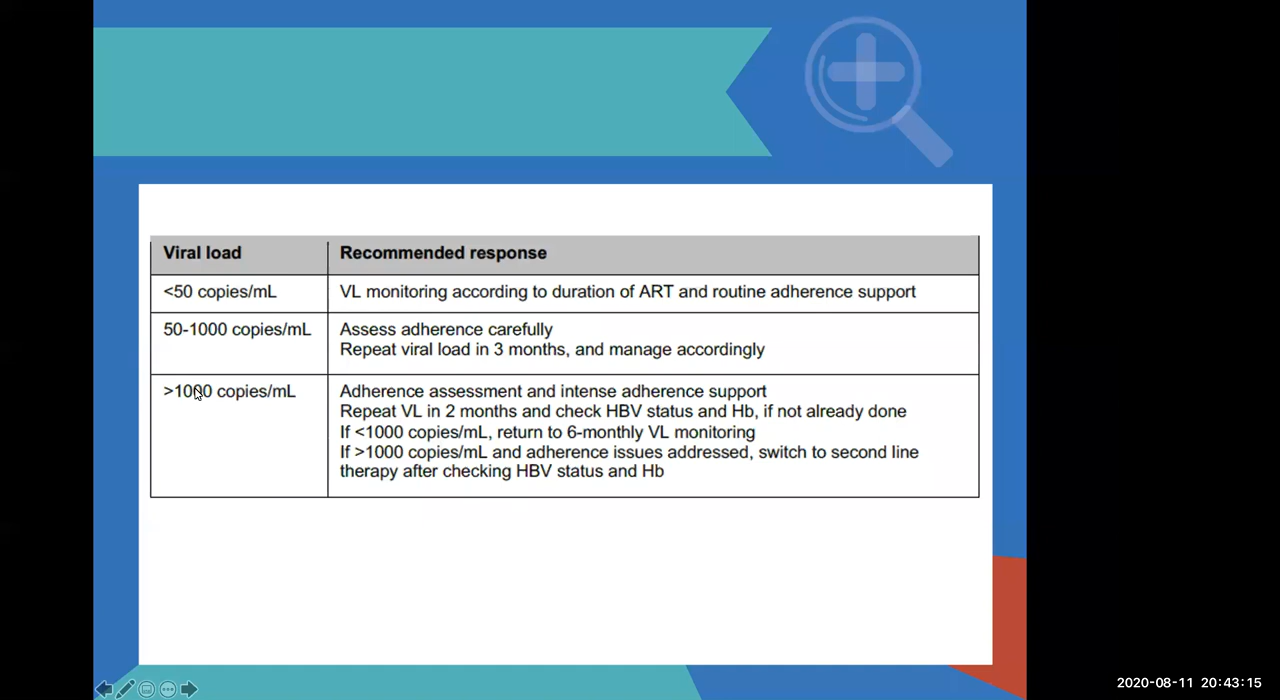 Viral load
Recommended response
<50 copies/mL
VL monitoring according to duration of ART and routine adherence support
50-1000 copies/mL
Assess adherence carefully
Repeat viral load in 3 months, and manage accordingly
>1000 copies/mL
Adherence assessment and intense adherence support
Repeat VL in 2 months and check HBV status and Hb, if not already done
If <1000 copies/mL, return to 6-monthly VL monitoring
If >1000 copies/mL and adherence issues addressed, switch to second line
therapy after checking HBV status and Hb
2020-08-11 20:43:15